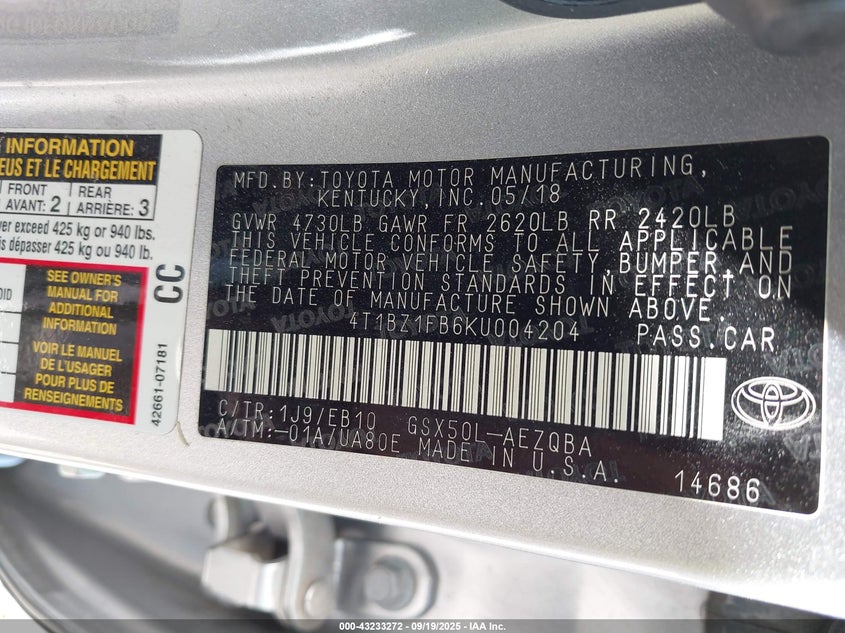 INFORMATION
EUS ET LE CHARGEMENT
FRONT
AVANT: 2
REAR
ARRIÈRE: 3
exceed 425 kg or 940 lbs.
is dépasser 425 kg ou 940 lb.
SEE OWNER'S
MANUAL FOR
ADDITIONAL
INFORMATION
VOIR LE MANUEL
DE L'USAGER
POUR PLUS DE
RENSEIGNEMENTS
CC
42661-07181
MFD.BY:TOYOTA MOTOR MANUFACTURING,
KENTUCKY,INC.05/18
GVWR 4730LB GAWR FR 2620LB RR 2420LB
THIS VEHICLE CONFORMS TO ALL APPLICABLE
FEDERAL MOTOR VEHICLE SAFETY,BUMPER,AND
THEFT PREVENTION STANDARDS IN EFFECT ON
THE DATE OF MANUFACTURE SHOWN ABOVE.
4T1BZ1FB6KU004204 PASS.CAR
C/TR:1J9/EB10 GSX50L-AEZQBA
A/TM:-01A/UA80E MADE IN U.S.A.
14686
000-43233272 - 09/19/2025 - IAA Inc.